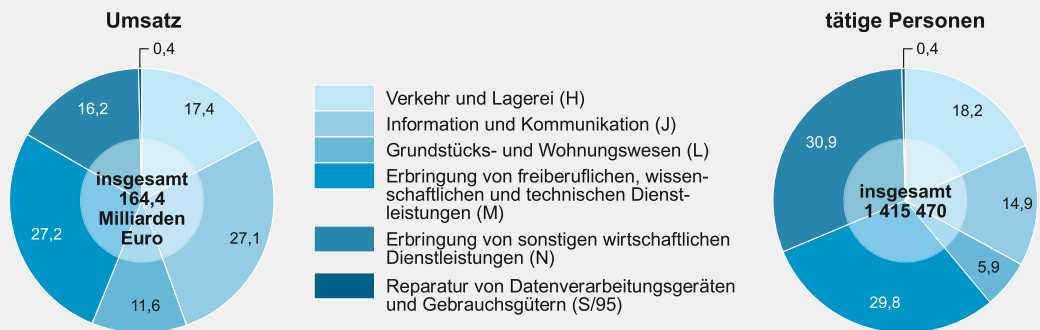 Umsatz
0,4
17,4
16,2
27,2
27,1
11,6
insgesamt
164,4
Milliarden
Euro
Verkehr und Lagerei (H)
Information und Kommunikation (J)
Grundstücks- und Wohnungswesen (L)
Erbringung von freiberuflichen, wissen-
schaftlichen und technischen Dienst-
leistungen (M)
Erbringung von sonstigen wirtschaftlichen
Dienstleistungen (N)
Reparatur von Datenverarbeitungsgeräten
und Gebrauchsgütern (S/95)
tätige Personen
0,4
18,2
30,9
14,9
5,9
29,8
insgesamt
1 415 470